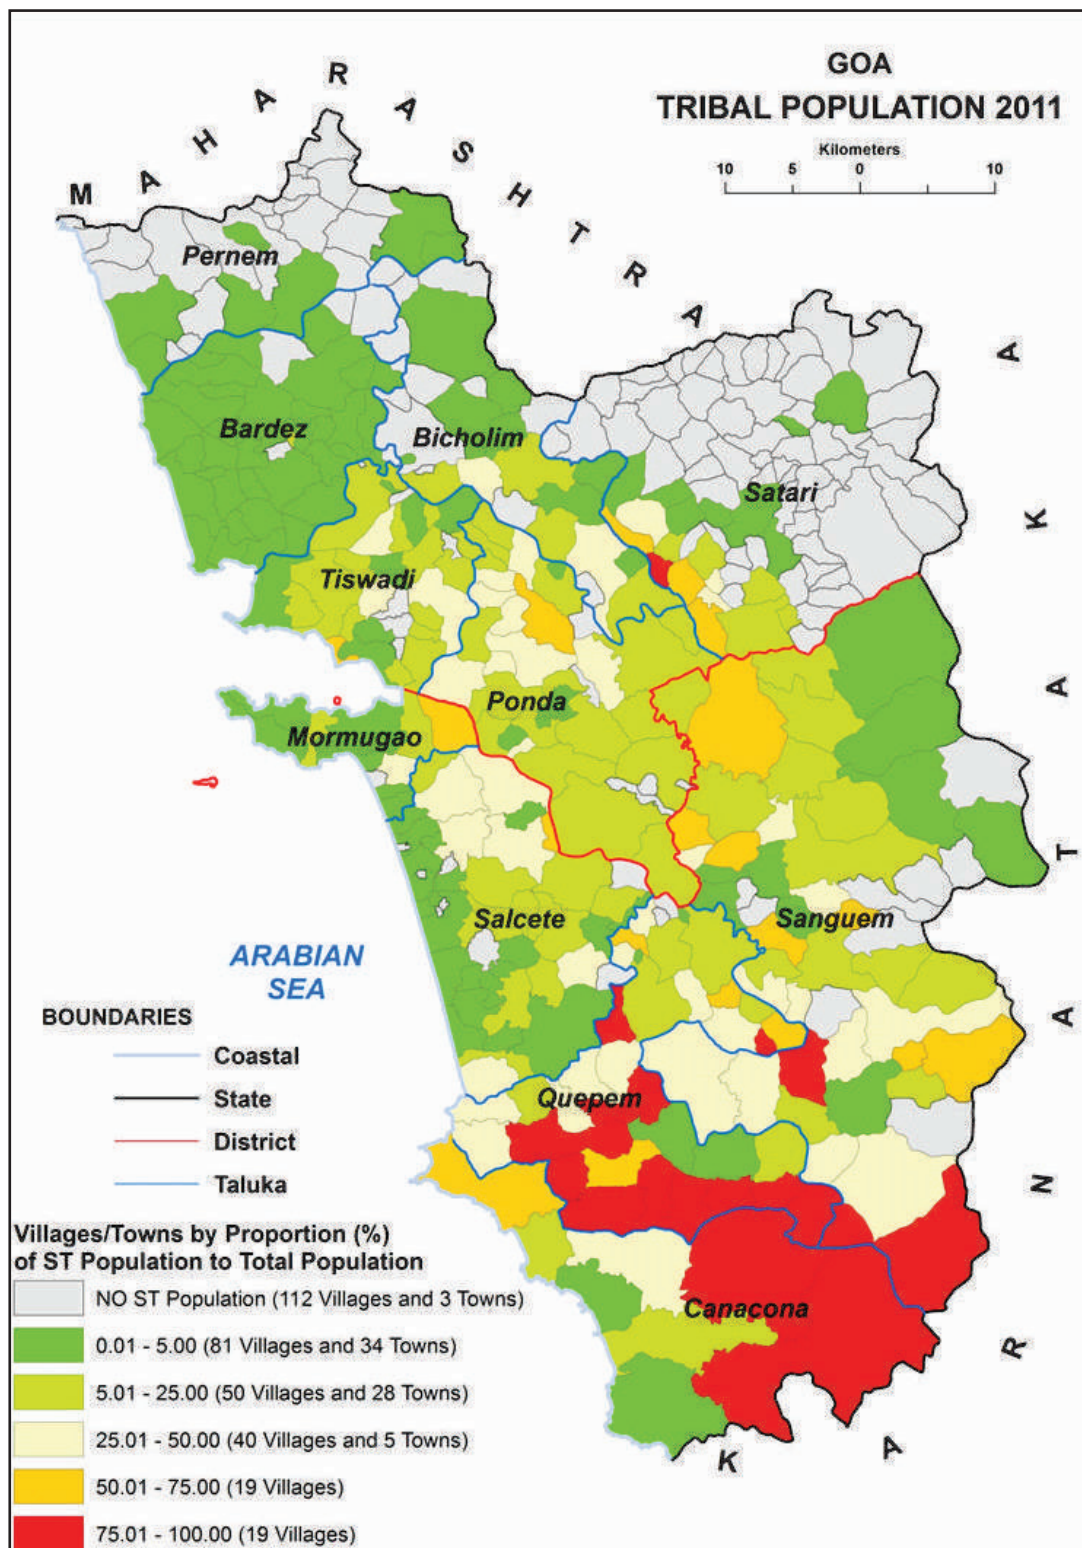 GOA
TRIBAL POPULATION 2011
Kilometers
10 5 0 10
MAHARASHTRA
KARNATAKA
Pernem
Bardez
Bicholim
Satari
Tiswadi
Ponda
Mormugao
Salcete
Sanguem
Quepem
Canacona
ARABIAN
SEA
BOUNDARIES
Coastal
State
District
Taluka
Villages/Towns by Proportion (%)
of ST Population to Total Population
NO ST Population (112 Villages and 3 Towns)
0.01 - 5.00 (81 Villages and 34 Towns)
5.01 - 25.00 (50 Villages and 28 Towns)
25.01 - 50.00 (40 Villages and 5 Towns)
50.01 - 75.00 (19 Villages)
75.01 - 100.00 (19 Villages)